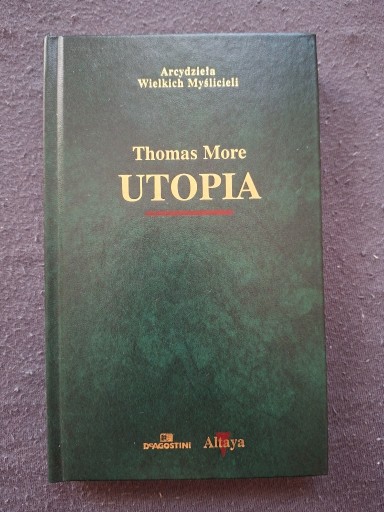 Arcydzieła
Wielkich Myślicieli
Thomas More
UTOPIA
DEAGOSTINI
Altaya